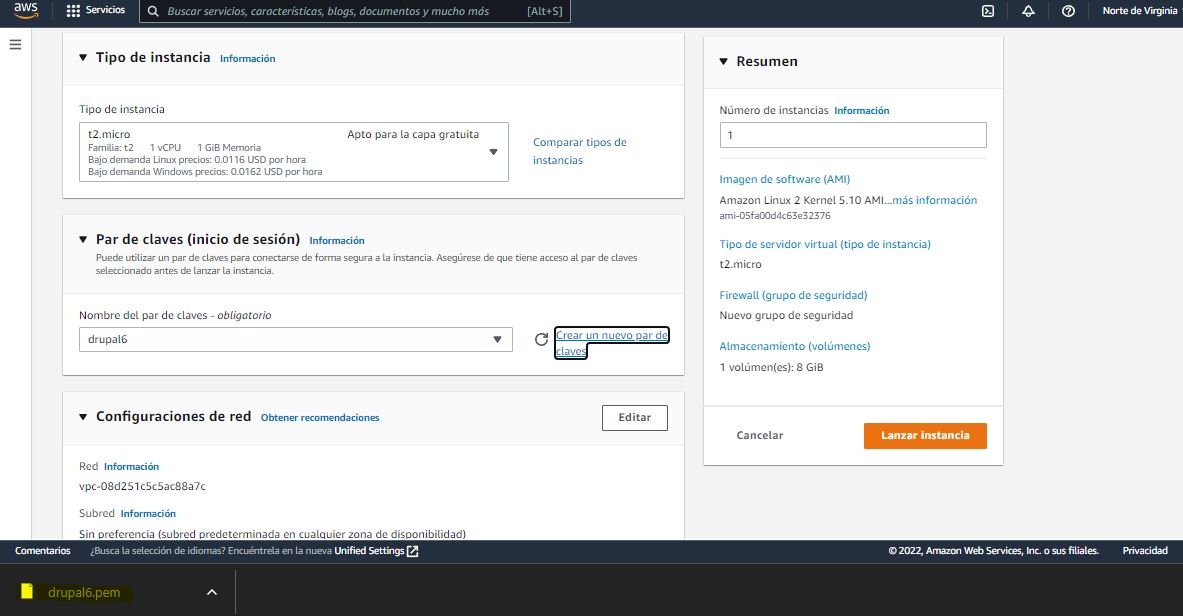 aws
Servicios
Buscar servicios, características, blogs, documentos y mucho más [Alt+S]
Norte de Virginia
Tipo de instancia Información
Tipo de instancia
t2.micro Apto para la capa gratuita
Familia: t2 1 vCPU 1 GiB Memoria
Bajo demanda Linux precios: 0.0116 USD por hora
Bajo demanda Windows precios: 0.0162 USD por hora
Comparar tipos de
instancias
Par de claves (inicio de sesión) Información
Puede utilizar un par de claves para conectarse de forma segura a la instancia. Asegúrese de que tiene acceso al par de claves
seleccionado antes de lanzar la instancia.
Nombre del par de claves - obligatorio
drupal6
Crear un nuevo par de
claves
Configuraciones de red Obtener recomendaciones
Editar
Red Información
vpc-08d251c5c5ac88a7c
Subred Información
Sin preferencia (subred predeterminada en cualquier zona de disponibilidad)
Resumen
Número de instancias Información
1
Imagen de software (AMI)
Amazon Linux 2 Kernel 5.10 AMI...más información
ami-05fa00d4c63e32376
Tipo de servidor virtual (tipo de instancia)
t2.micro
Firewall (grupo de seguridad)
Nuevo grupo de seguridad
Almacenamiento (volúmenes)
1 volúmen(es): 8 GiB
Cancelar
Lanzar instancia
Comentarios
¿Busca la selección de idiomas? Encuéntrela en la nueva Unified Settings
© 2022, Amazon Web Services, Inc. o sus filiales.
Privacidad
drupal6.pem